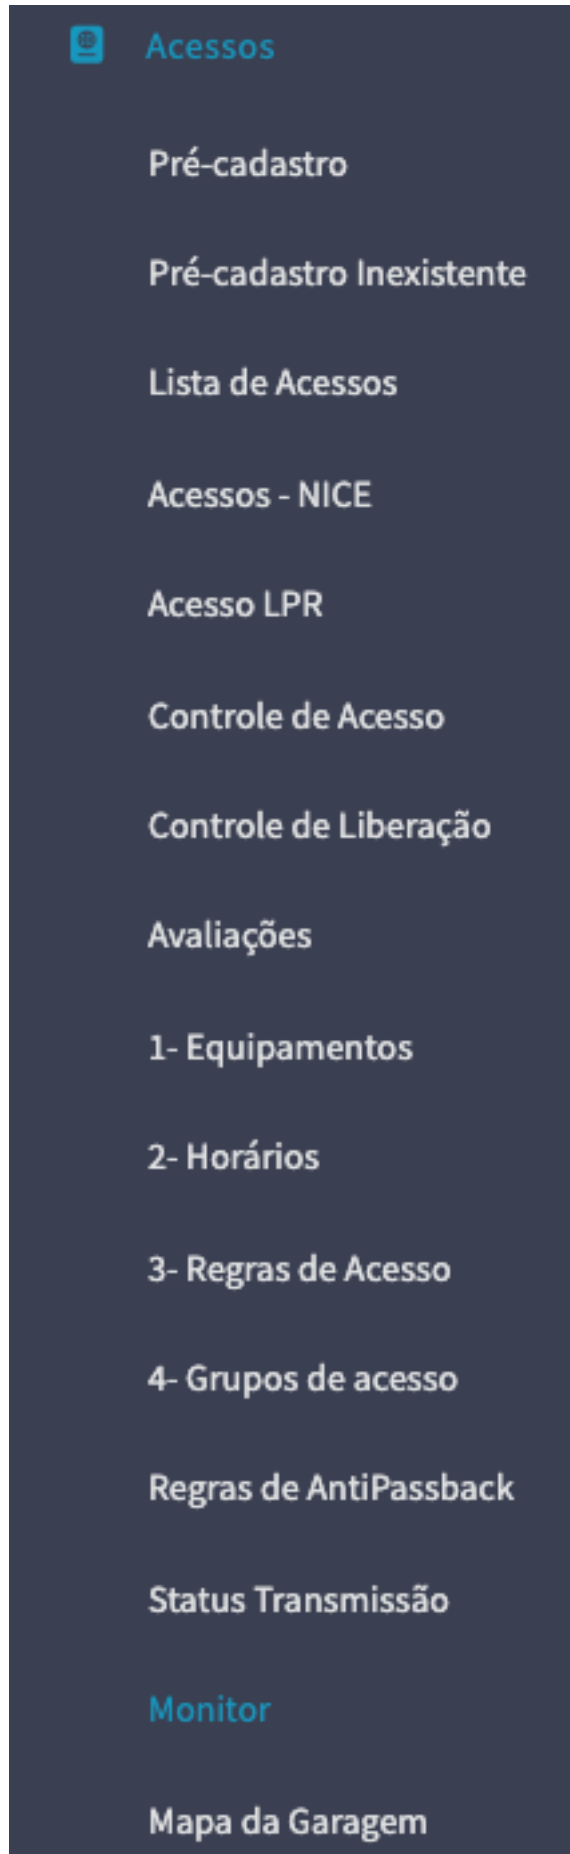 Acessos
Pré-cadastro
Pré-cadastro Inexistente
Lista de Acessos
Acessos - NICE
Acesso LPR
Controle de Acesso
Controle de Liberação
Avaliações
1- Equipamentos
2- Horários
3- Regras de Acesso
4- Grupos de acesso
Regras de AntiPassback
Status Transmissão
Monitor
Mapa da Garagem